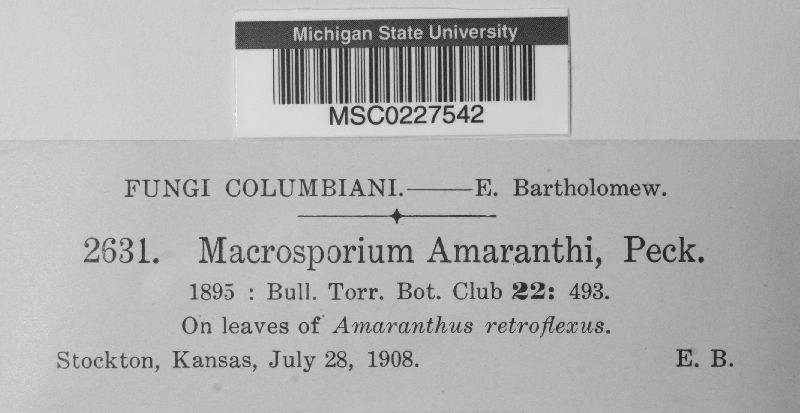 Michigan State University
MSC0227542
FUNGI COLUMBIANI.——E. Bartholomew.
2631. Macrosporium Amaranthi, Peck.
1895 : Bull. Torr. Bot. Club 22: 493.
On leaves of Amaranthus retroflexus.
Stockton, Kansas, July 28, 1908. E. B.